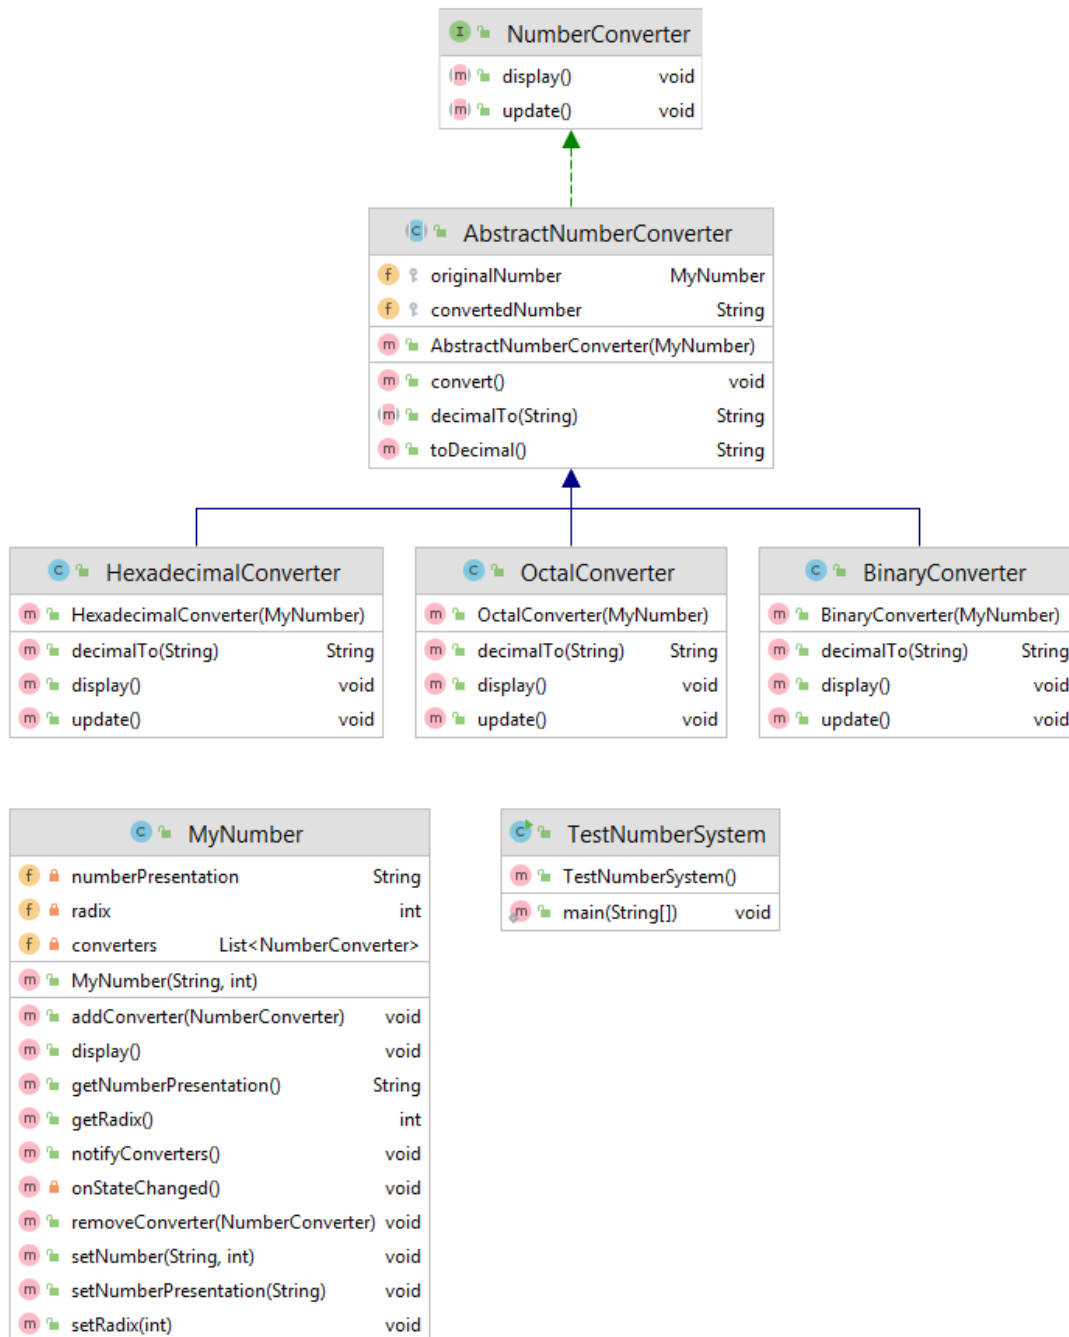 NumberConverter
display() void
update() void
AbstractNumberConverter
originalNumber MyNumber
convertedNumber String
AbstractNumberConverter(MyNumber)
convert() void
decimalTo(String) String
toDecimal() String
HexadecimalConverter
HexadecimalConverter(MyNumber)
decimalTo(String) String
display() void
update() void
OctalConverter
OctalConverter(MyNumber)
decimalTo(String) String
display() void
update() void
BinaryConverter
BinaryConverter(MyNumber)
decimalTo(String) String
display() void
update() void
MyNumber
numberPresentation String
radix int
converters List<NumberConverter>
MyNumber(String, int)
addConverter(NumberConverter) void
display() void
getNumberPresentation() String
getRadix() int
notifyConverters() void
onStateChanged() void
removeConverter(NumberConverter) void
setNumber(String, int) void
setNumberPresentation(String) void
setRadix(int) void
TestNumberSystem
TestNumberSystem()
main(String[]) void